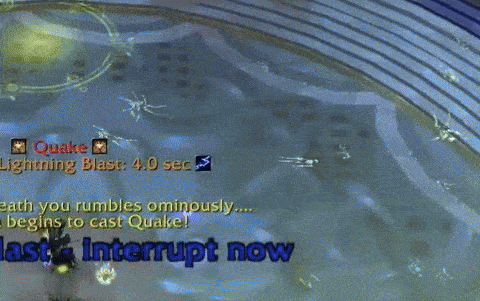 Quake
Lightning Blast: 4.0 sec
eath you rumbles ominously....
begins to cast Quake!
last - Interrupt now